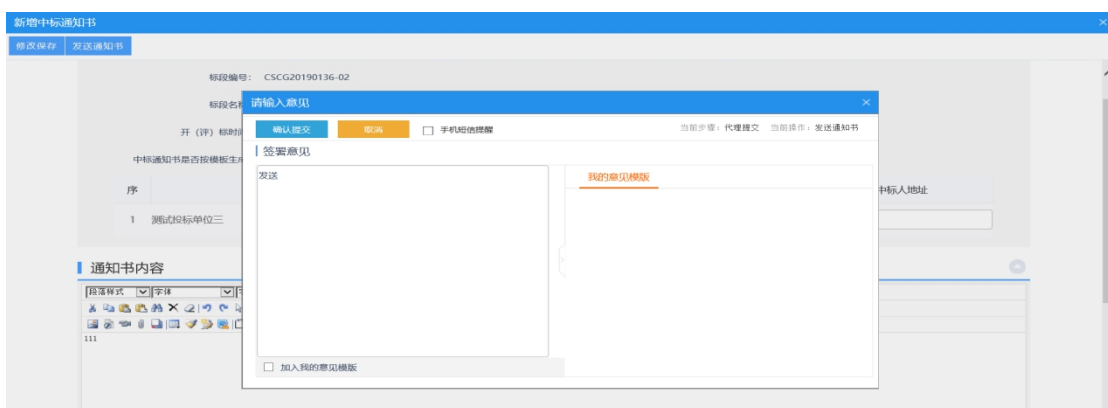 新增中标通知书
修改保存 发送通知书
标段编号： CSCG20190136-02
标段名称
请输入意见
开（评）标时间
确认提交 取消 手机短信提醒 当前步骤：代理提交 当前操作：发送通知书
签署意见
中标通知书是否按模板生成
发送
我的意见模版
序 中标人地址
1 测试投标单位三
通知书内容
段落样式 字体
111
加入我的意见模版